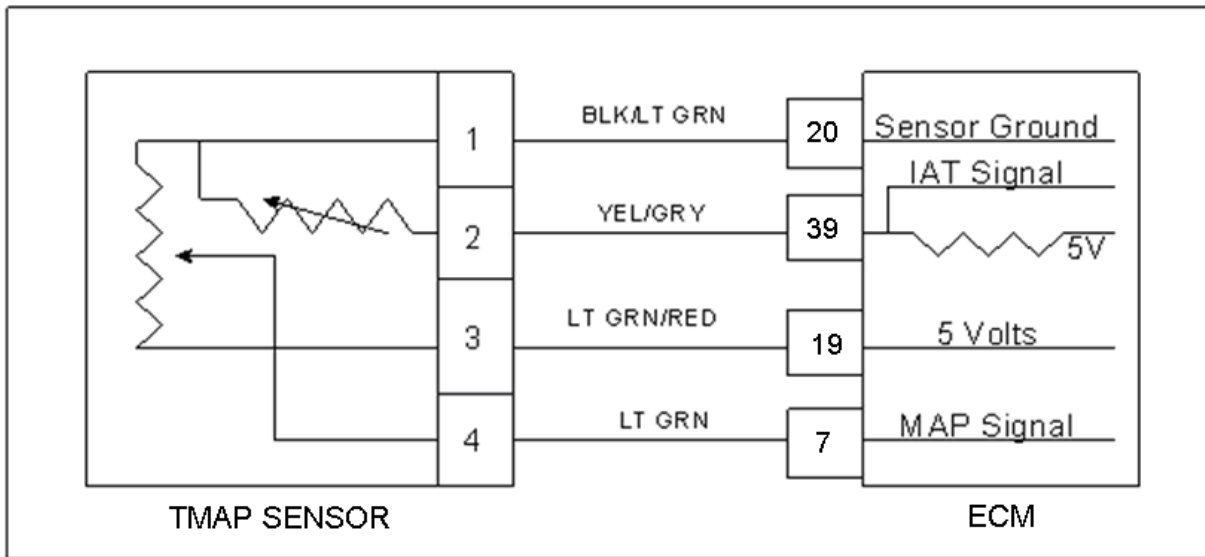 1 BLK/LT GRN 20 Sensor Ground
IAT Signal
2 YEL/GRY 39 5V
3 LT GRN/RED 19 5 Volts
4 LT GRN 7 MAP Signal
TMAP SENSOR ECM